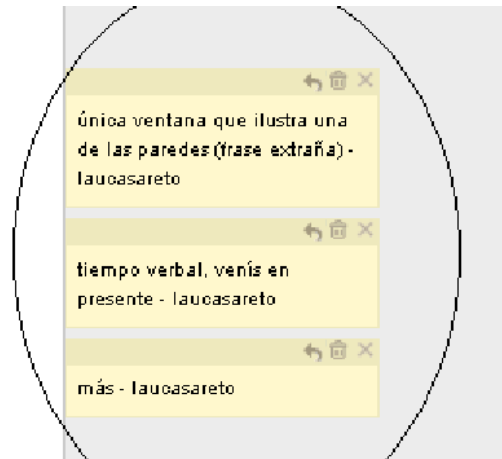 única ventana que ilustra una
de las paredes (frase extraña) -
laucasareto
tiempo verbal, venís en
presente - laucasareto
más - laucasareto